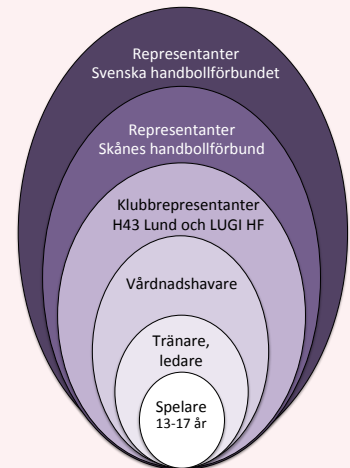 Representanter
Svenska handbollförbundet
Representanter
Skånes handbollförbund
Klubbrepresentanter
H43 Lund och LUGI HF
Vårdnadshavare
Tränare,
ledare
Spelare
13-17 år